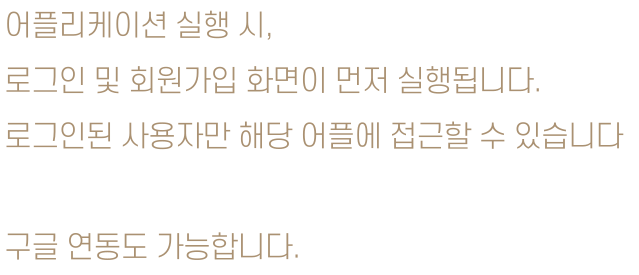 어플리케이션 실행 시,
로그인 및 회원가입 화면이 먼저 실행됩니다.
로그인된 사용자만 해당 어플에 접근할 수 있습니다
구글 연동도 가능합니다.